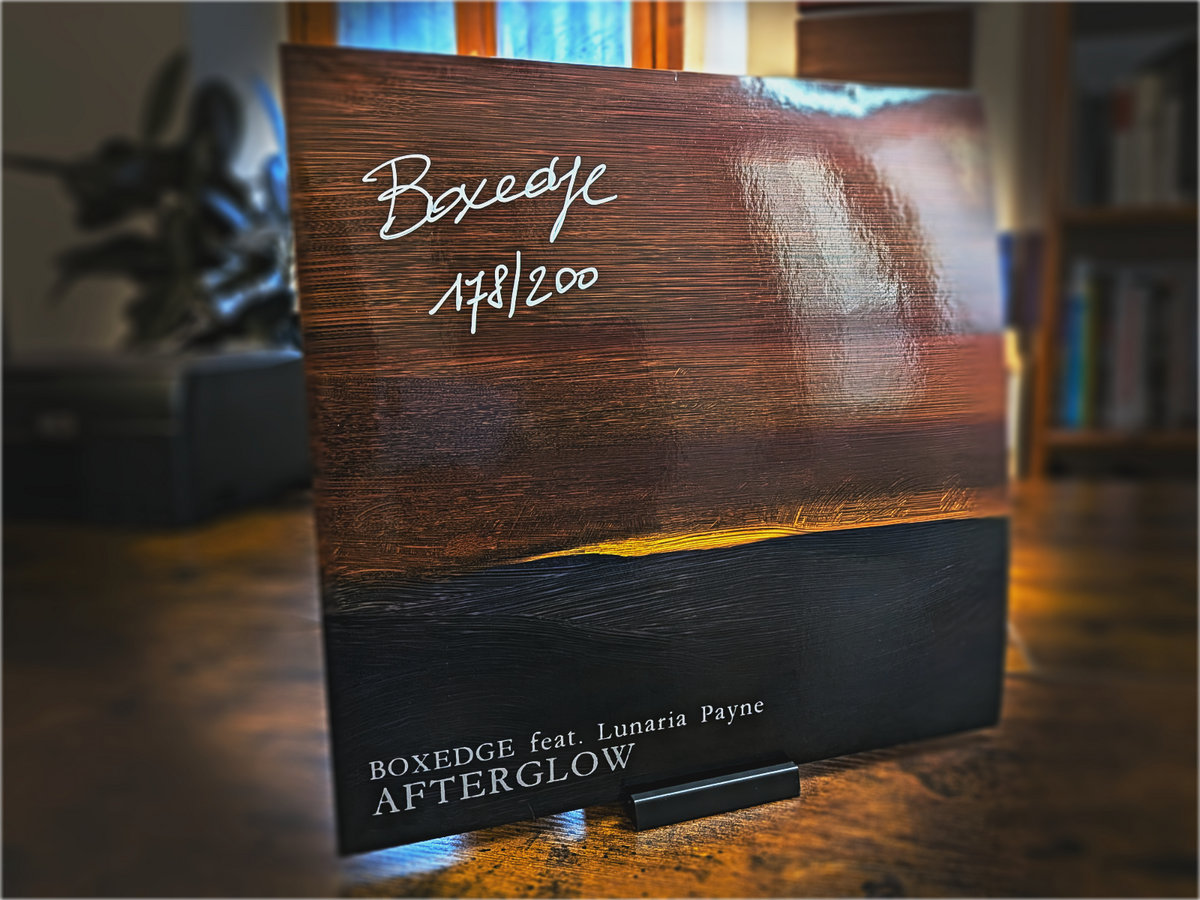 Boxedge
178/200
BOXEDGE feat. Lunaria Payne
AFTERGLOW